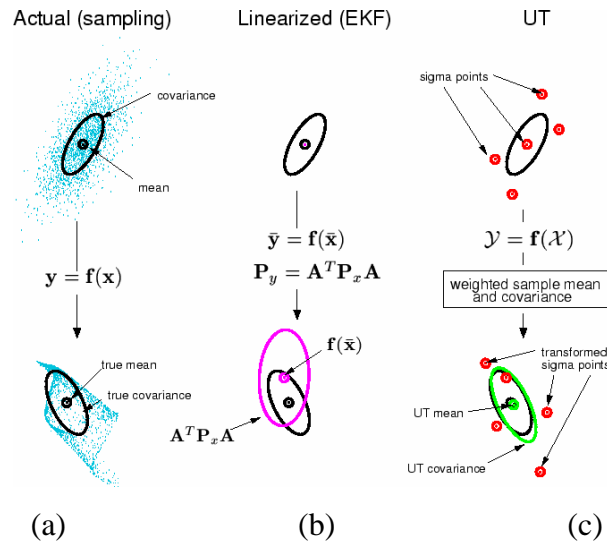 Actual (sampling)
covariance
mean
y = f(x)
true mean
true covariance
(a)
Linearized (EKF)
ȳ = f(x̄)
P_y = A^T P_x A
f(x̄)
A^T P_x A
(b)
UT
sigma points
𝒴 = f(𝒳)
weighted sample mean
and covariance
transformed
sigma points
UT mean
UT covariance
(c)